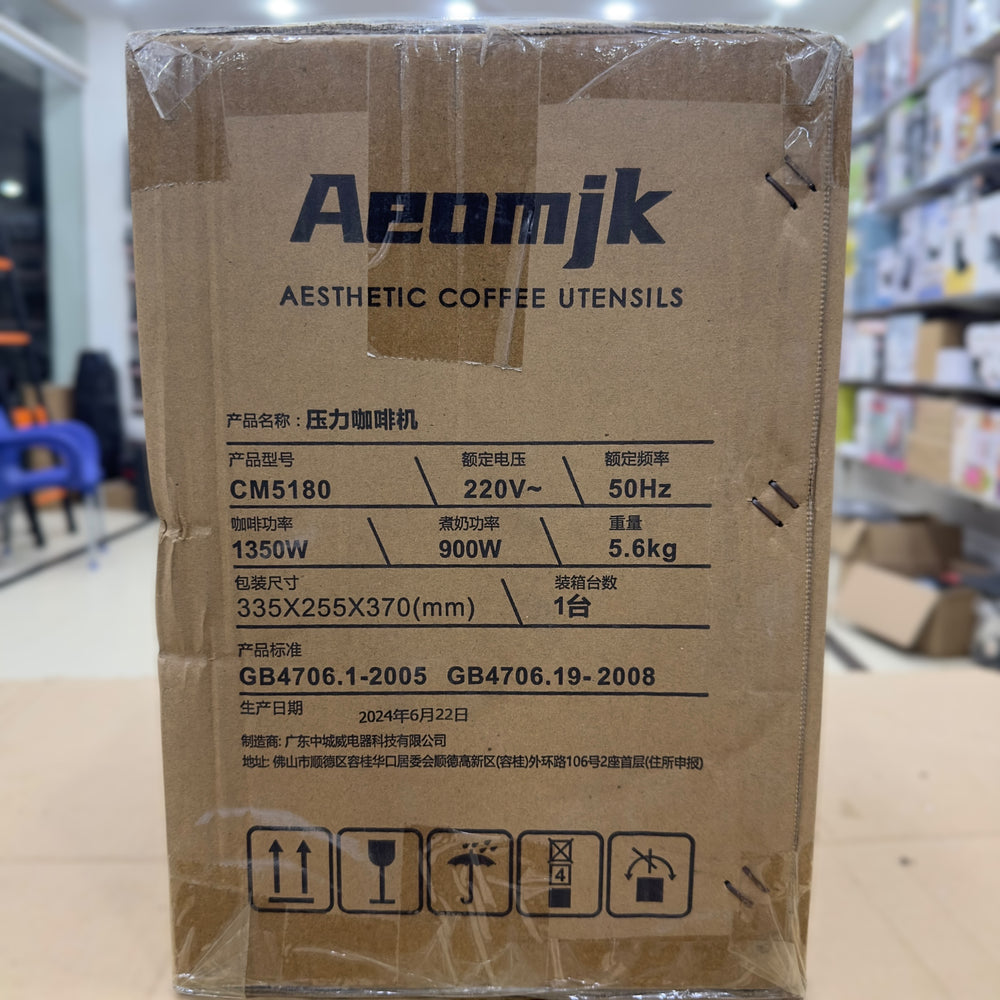 Aeomjk
AESTHETIC COFFEE UTENSILS
产品名称：压力咖啡机
产品型号 额定电压 额定频率
CM5180 220V~ 50Hz
咖啡功率 煮奶功率 重量
1350W 900W 5.6kg
包装尺寸 装箱台数
335X255X370(mm) 1台
产品标准
GB4706.1-2005 GB4706.19-2008
生产日期 2024年6月22日
制造商: 广东中城威电器科技有限公司
地址: 佛山市顺德区容桂华口居委会顺德高新区(容桂)外环路106号2座首层(住所申报)
4